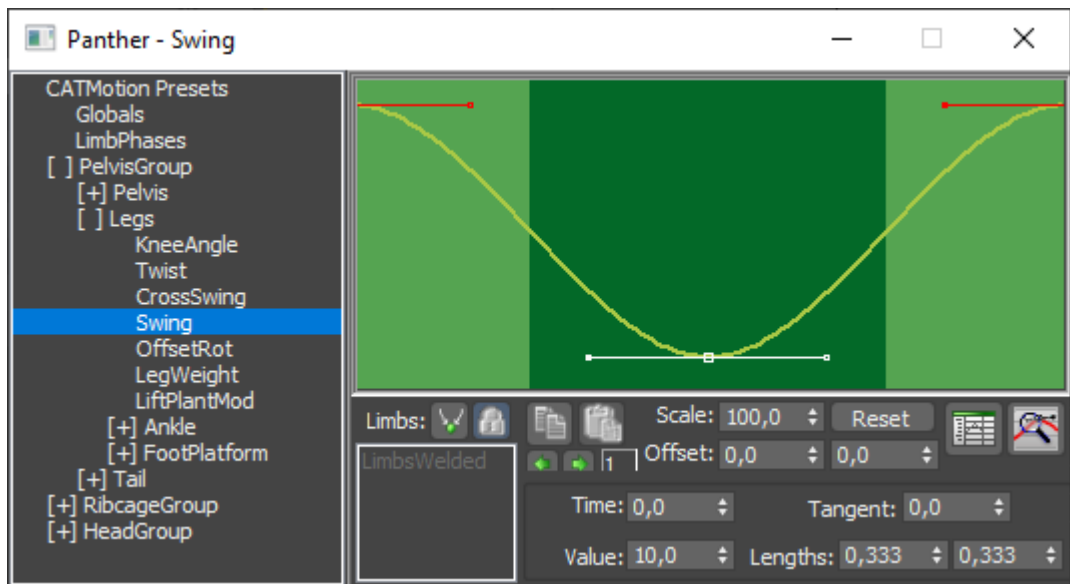 Panther - Swing
CATMotion Presets
Globals
LimbPhases
[ ] PelvisGroup
[+] Pelvis
[ ] Legs
KneeAngle
Twist
CrossSwing
Swing
OffsetRot
LegWeight
LiftPlantMod
[+] Ankle
[+] FootPlatform
[+] Tail
[+] RibcageGroup
[+] HeadGroup
Limbs:
LimbsWelded
Scale: 100,0 Reset
1 Offset: 0,0 0,0
Time: 0,0 Tangent: 0,0
Value: 10,0 Lengths: 0,333 0,333